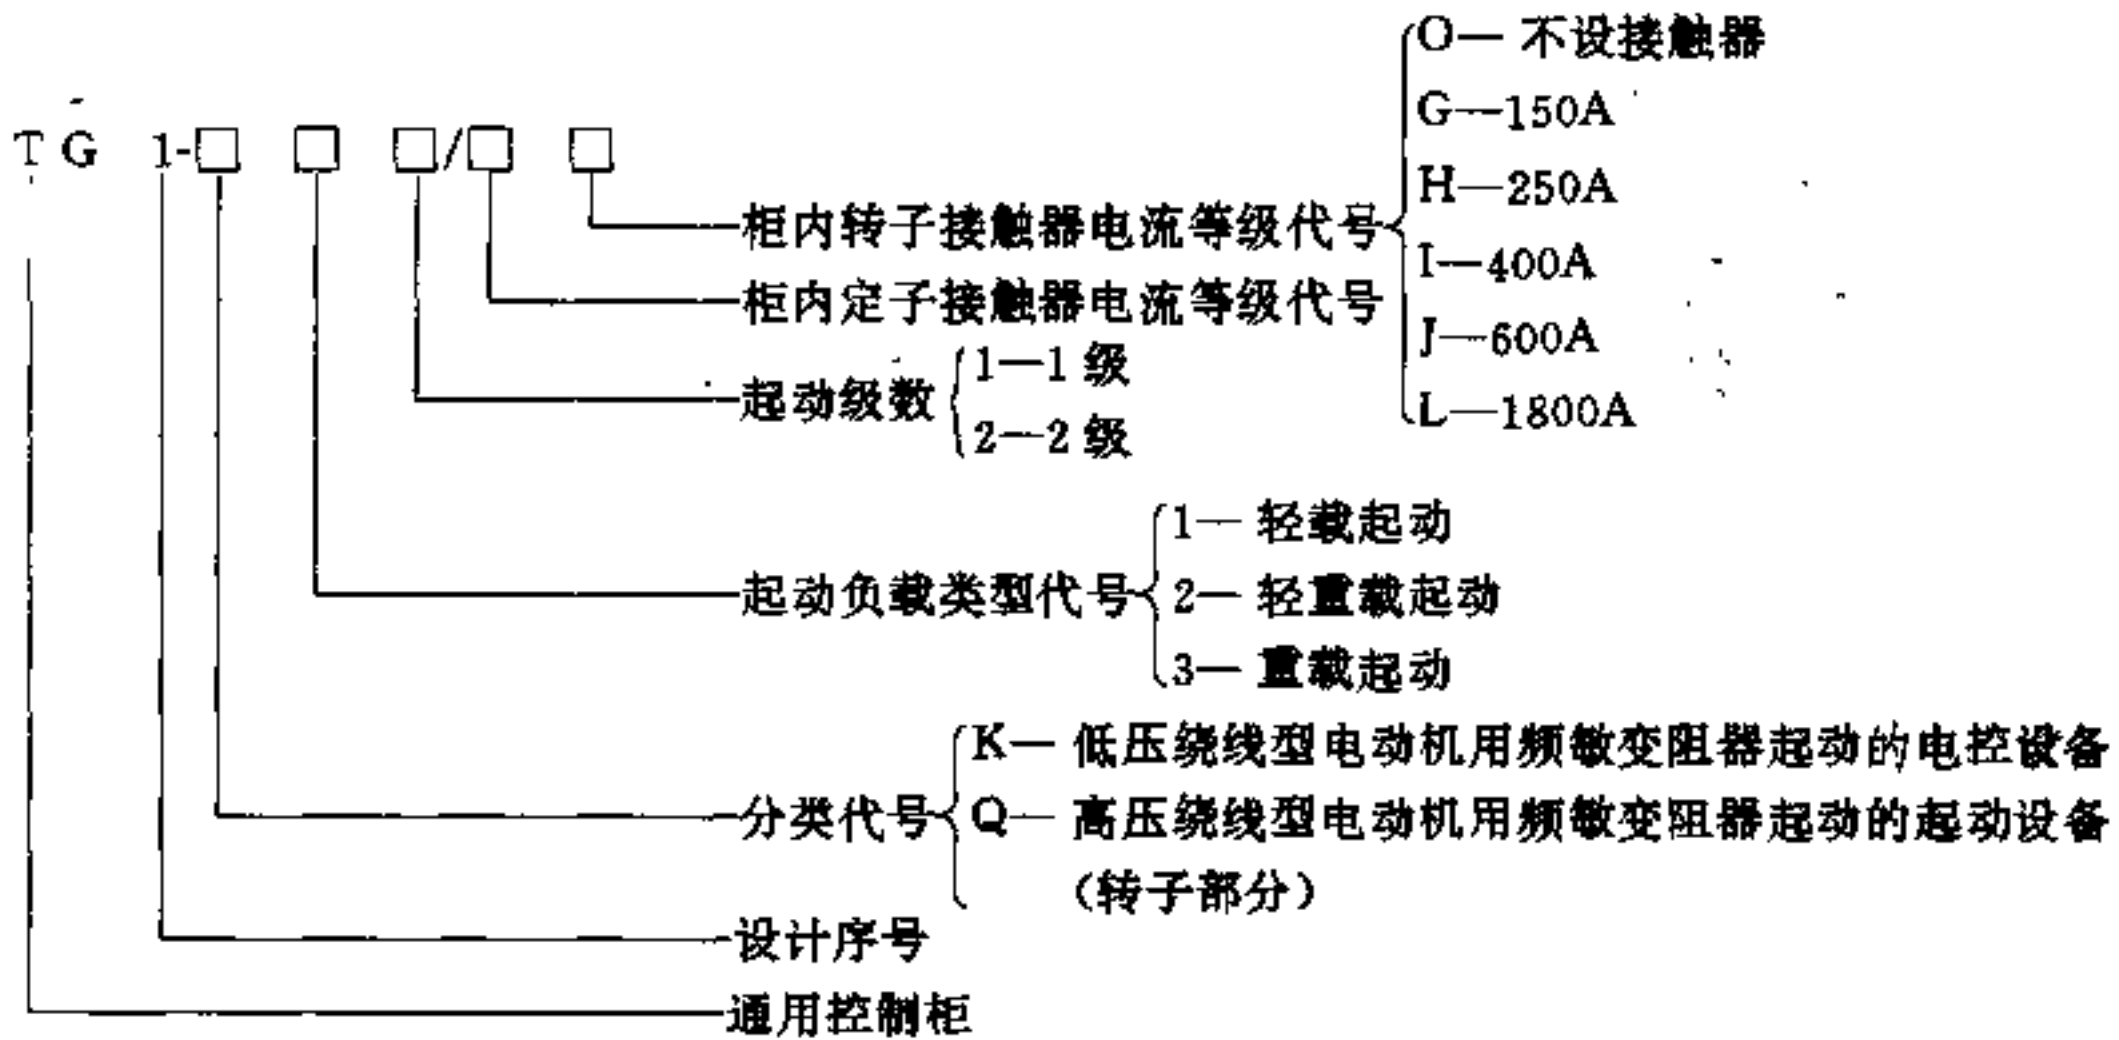 TG 1-□ □ □/□ □
柜内转子接触器电流等级代号
O— 不设接触器
G—150A
H—250A
I—400A
J—600A
L—1800A
柜内定子接触器电流等级代号
起动级数
1—1 级
2—2 级
起动负载类型代号
1— 轻载起动
2— 轻重载起动
3— 重载起动
分类代号
K— 低压绕线型电动机用频敏变阻器起动的电控设备
Q— 高压绕线型电动机用频敏变阻器起动的起动设备
（转子部分）
设计序号
通用控制柜